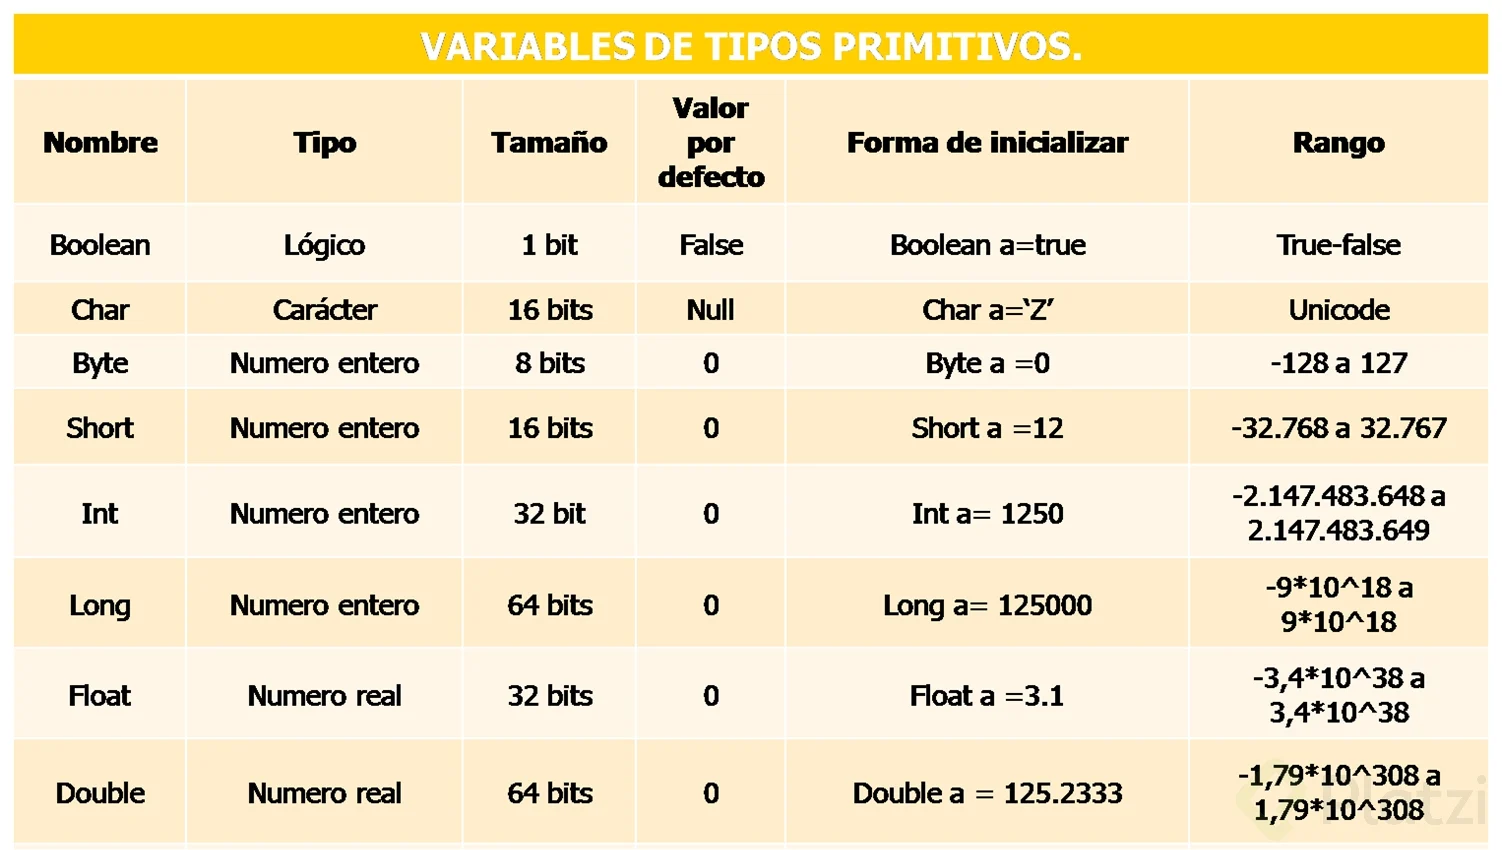 VARIABLES DE TIPOS PRIMITIVOS.
Nombre Tipo Tamaño Valor por defecto Forma de inicializar Rango
Boolean Lógico 1 bit False Boolean a=true True-false
Char Carácter 16 bits Null Char a=‘Z’ Unicode
Byte Numero entero 8 bits 0 Byte a =0 -128 a 127
Short Numero entero 16 bits 0 Short a =12 -32.768 a 32.767
Int Numero entero 32 bit 0 Int a= 1250 -2.147.483.648 a
2.147.483.649
Long Numero entero 64 bits 0 Long a= 125000 -9*10^18 a
9*10^18
Float Numero real 32 bits 0 Float a =3.1 -3,4*10^38 a
3,4*10^38
Double Numero real 64 bits 0 Double a = 125.2333 -1,79*10^308 a
1,79*10^308
Platzi